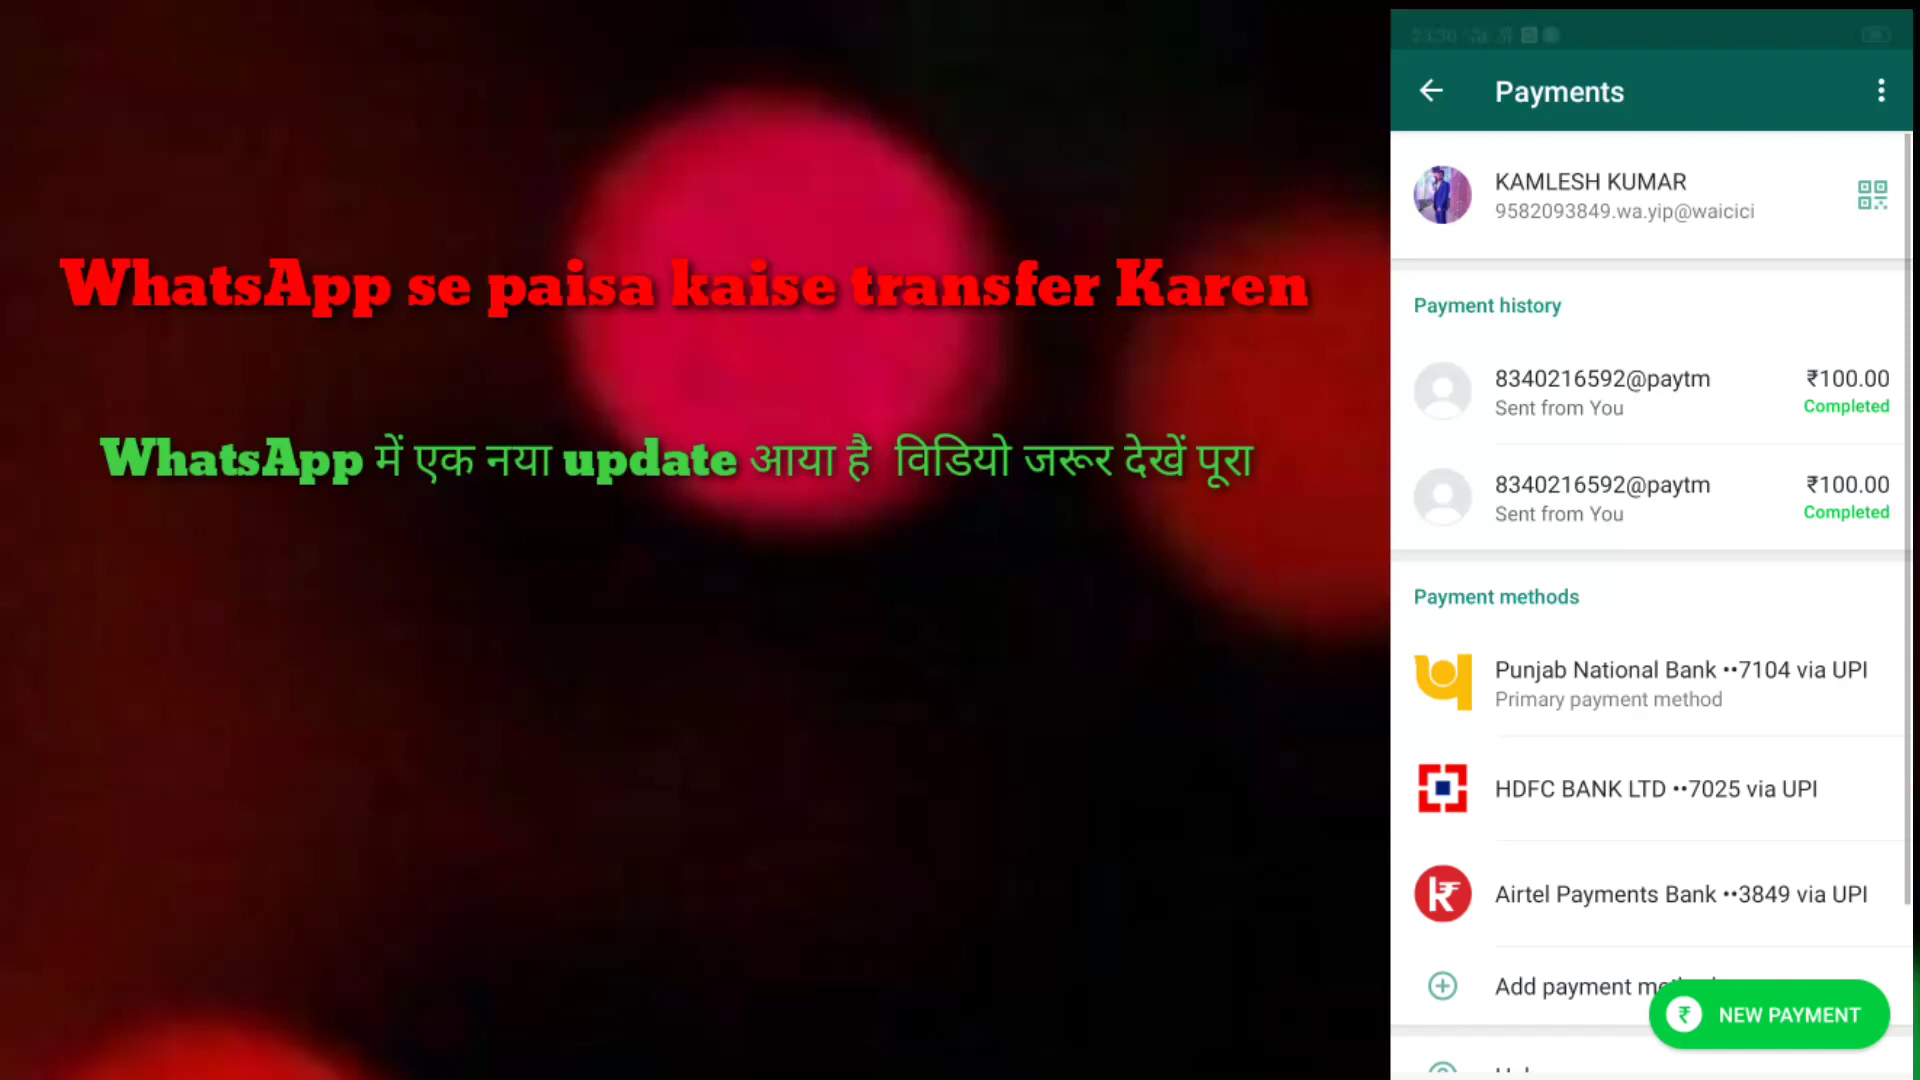 WhatsApp se paisa kaise transfer Karen
WhatsApp में एक नया update आया है विडियो जरूर देखें पूरा
Payments
KAMLESH KUMAR
9582093849.wa.yip@waicici
Payment history
8340216592@paytm
₹100.00
Sent from You
Completed
8340216592@paytm
₹100.00
Sent from You
Completed
Payment methods
Punjab National Bank ••7104 via UPI
Primary payment method
HDFC BANK LTD ••7025 via UPI
Airtel Payments Bank ••3849 via UPI
Add payment
NEW PAYMENT